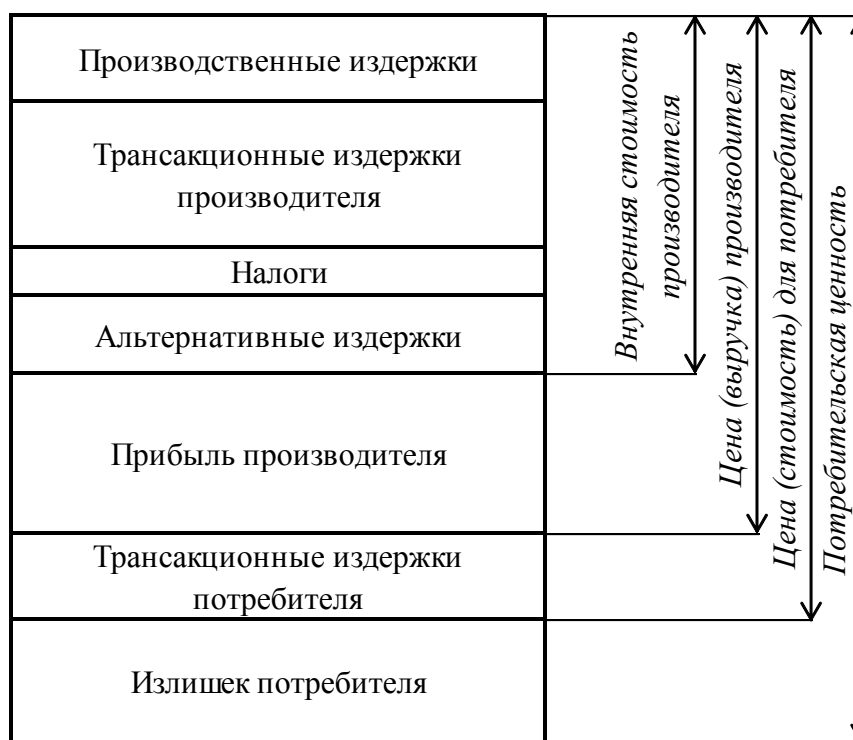 Производственные издержки
Трансакционные издержки
производителя
Налоги
Альтернативные издержки
Прибыль производителя
Трансакционные издержки
потребителя
Излишек потребителя
Внутренняя стоимость
производителя
Цена (выручка) производителя
Цена (стоимость) для потребителя
Потребительская ценность